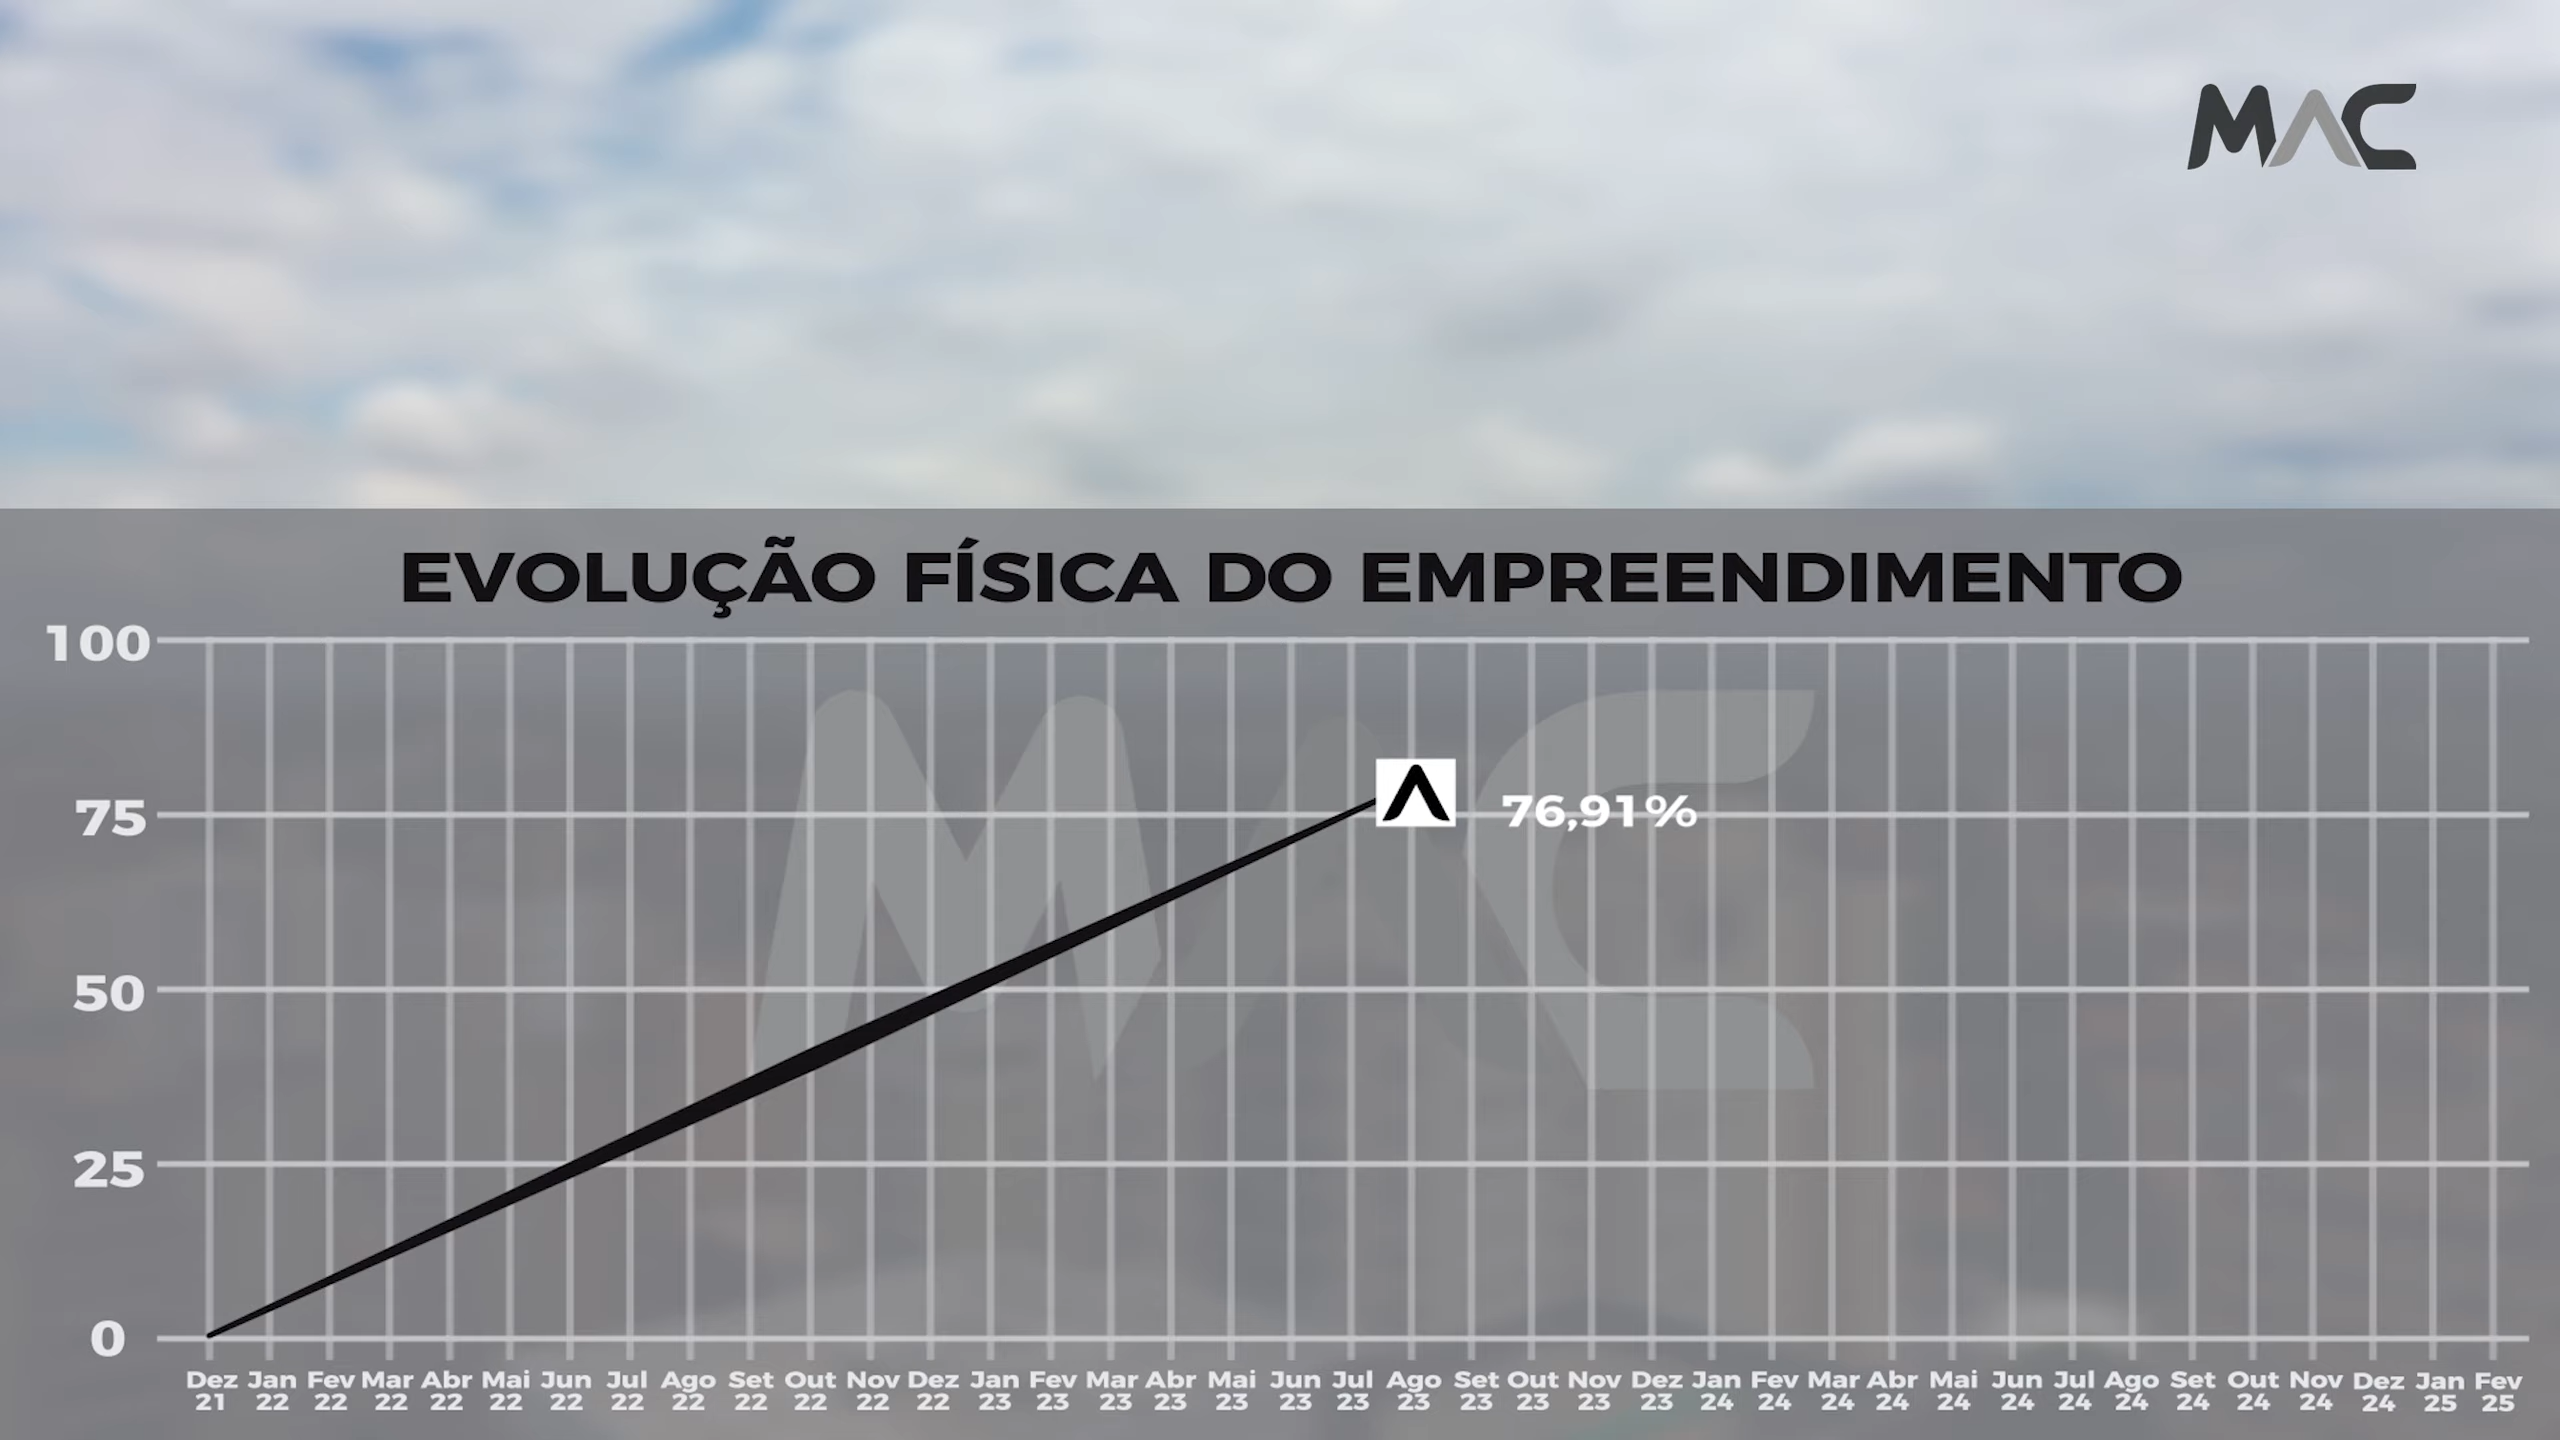 MAC
EVOLUÇÃO FÍSICA DO EMPREENDIMENTO
100
75
76,91%
50
25
0
Dez Jan Fev Mar Abr Mai Jun Jul Ago Set Out Nov Dez Jan Fev Mar Abr Mai Jun Jul Ago Set Out Nov Dez Jan Fev Mar Abr Mai Jun Jul Ago Set Out Nov Dez Jan Fev
21 22 22 22 22 22 22 22 22 22 22 22 22 23 23 23 23 23 23 23 23 23 23 23 23 24 24 24 24 24 24 24 24 24 24 24 24 25 25
MAC